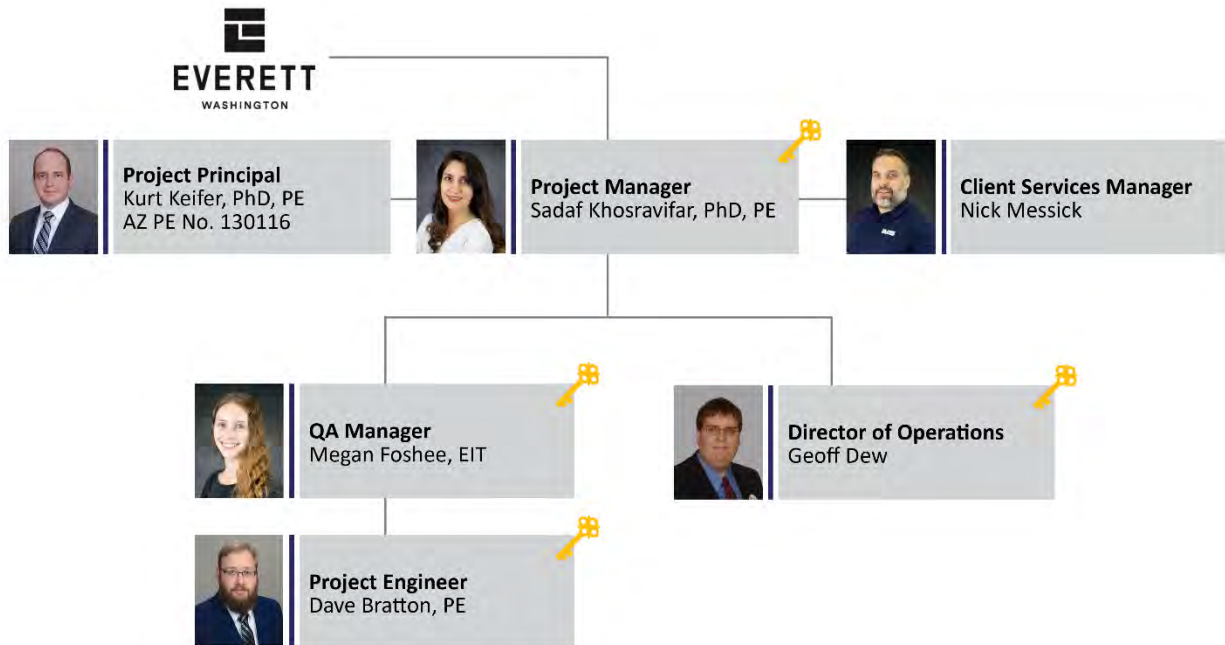 EVERETT
WASHINGTON
Project Principal
Kurt Keifer, PhD, PE
AZ PE No. 130116
Project Manager
Sadaf Khosravifar, PhD, PE
Client Services Manager
Nick Messick
QA Manager
Megan Foshee, EIT
Director of Operations
Geoff Dew
Project Engineer
Dave Bratton, PE